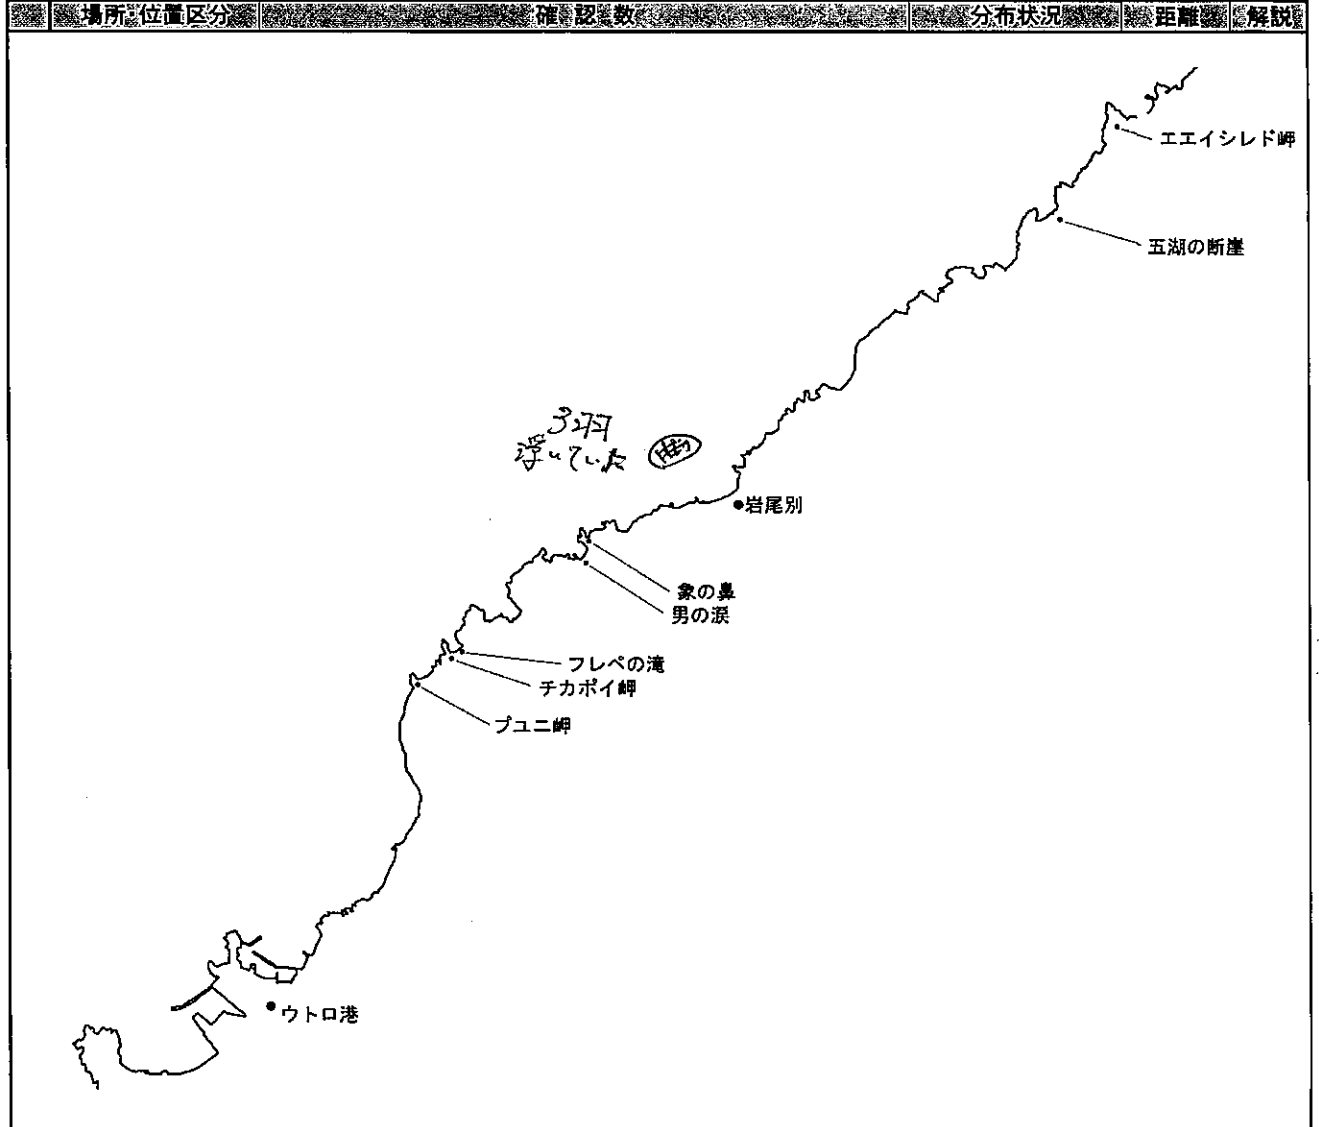 場所・位置区分 確認数 分布状況 距離 解説
エエイシレド岬
五湖の断崖
3羽
浮いていた
岩尾別
象の鼻
男の涙
フレペの滝
チカポイ岬
プユニ岬
ウトロ港